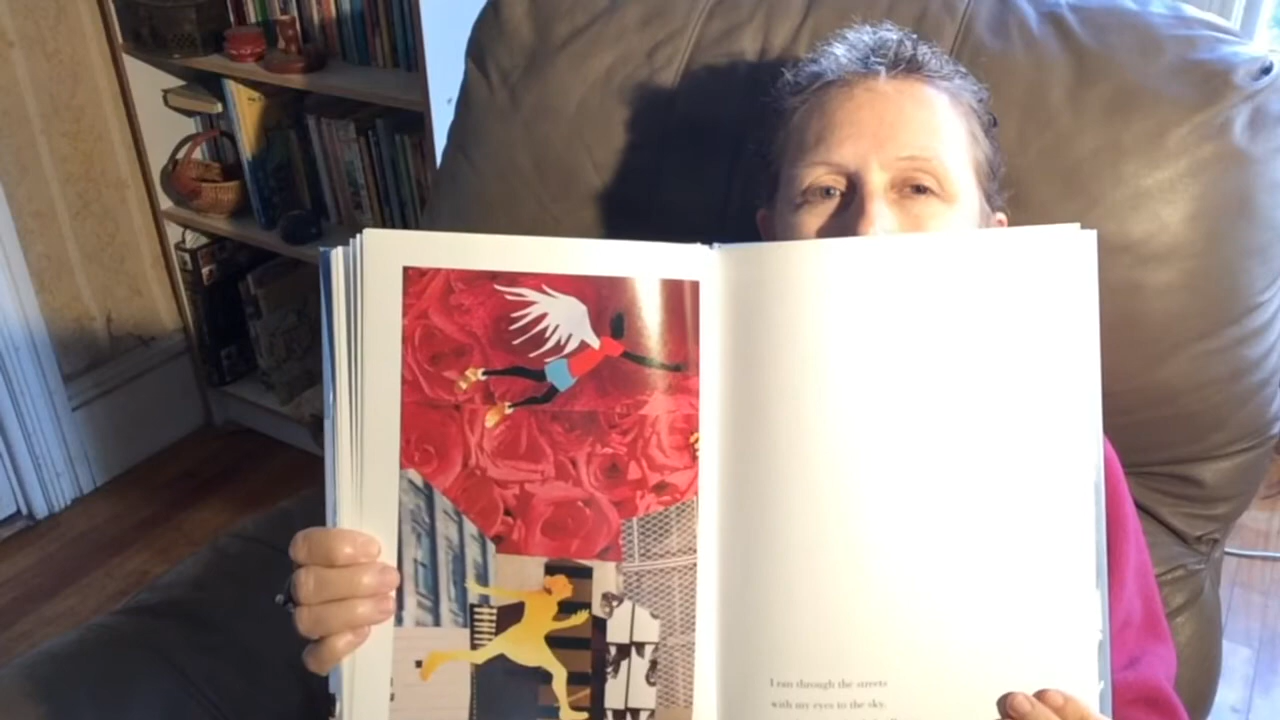 I ran through the streets
with my eyes to the sky.